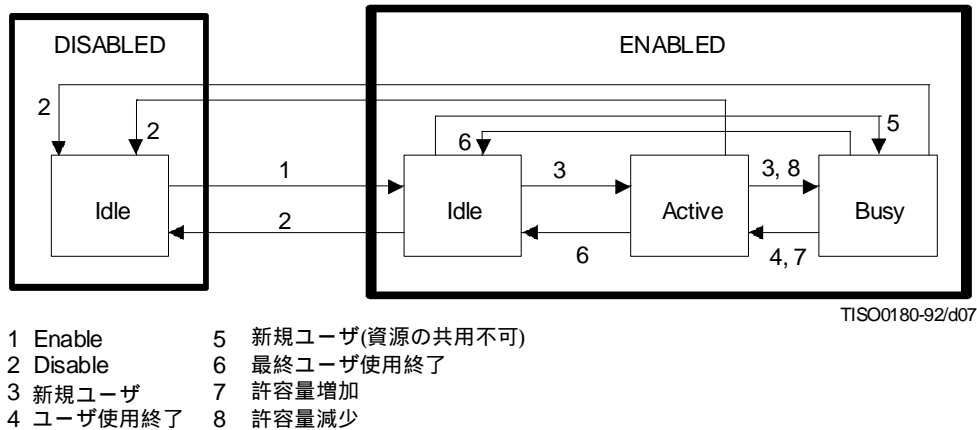 DISABLED
ENABLED
2
2
6
5
1
3
3, 8
Idle
Idle
Active
Busy
2
6
4, 7
TISO0180-92/d07
1 Enable
2 Disable
3 新規ユーザ
4 ユーザ使用終了
5 新規ユーザ(資源の共用不可)
6 最終ユーザ使用終了
7 許容量増加
8 許容量減少